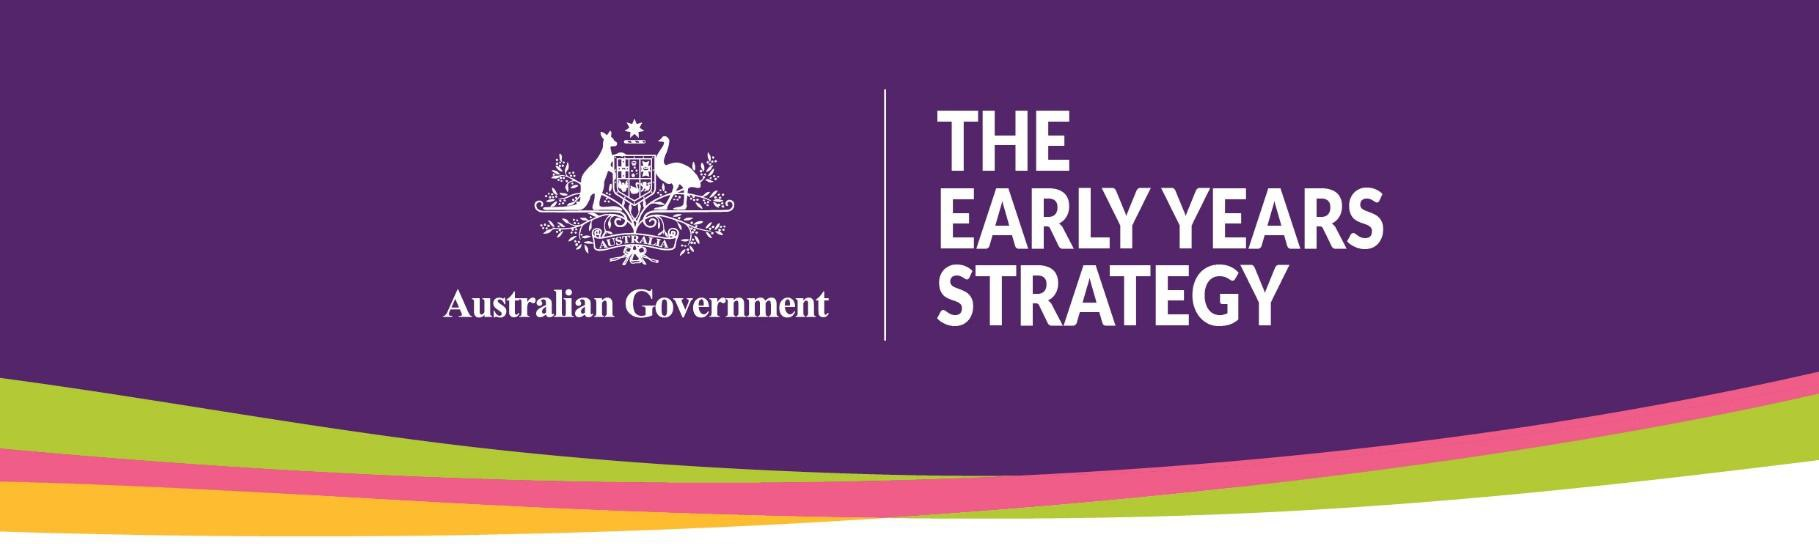 AUSTRALIA
Australian Government
THE
EARLY YEARS
STRATEGY